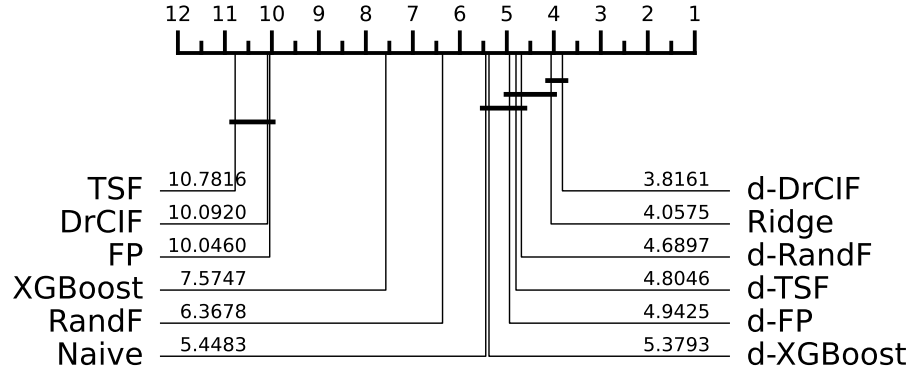 12 11 10 9 8 7 6 5 4 3 2 1
TSF 10.7816 3.8161 d-DrCIF
DrCIF 10.0920 4.0575 Ridge
FP 10.0460 4.6897 d-RandF
XGBoost 7.5747 4.8046 d-TSF
RandF 6.3678 4.9425 d-FP
Naive 5.4483 5.3793 d-XGBoost